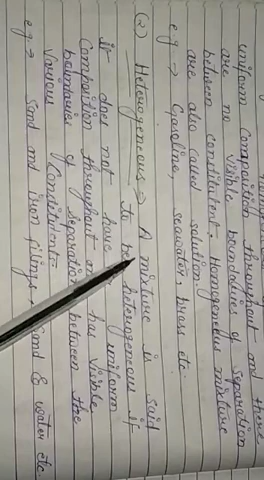 uniform composition throughout and there
are no visible boundaries of separation
between constituent. Homogeneous mixture
are also called solution.
e.g → Gasoline, seawater, brass etc.
(2) Heterogeneous → A mixture is said
to be heterogeneous if
it does not have uniform
Composition throughout and has visible
boundaries of separation between the
various Constituent.
e.g → Sand and iron filings, Sand & water etc